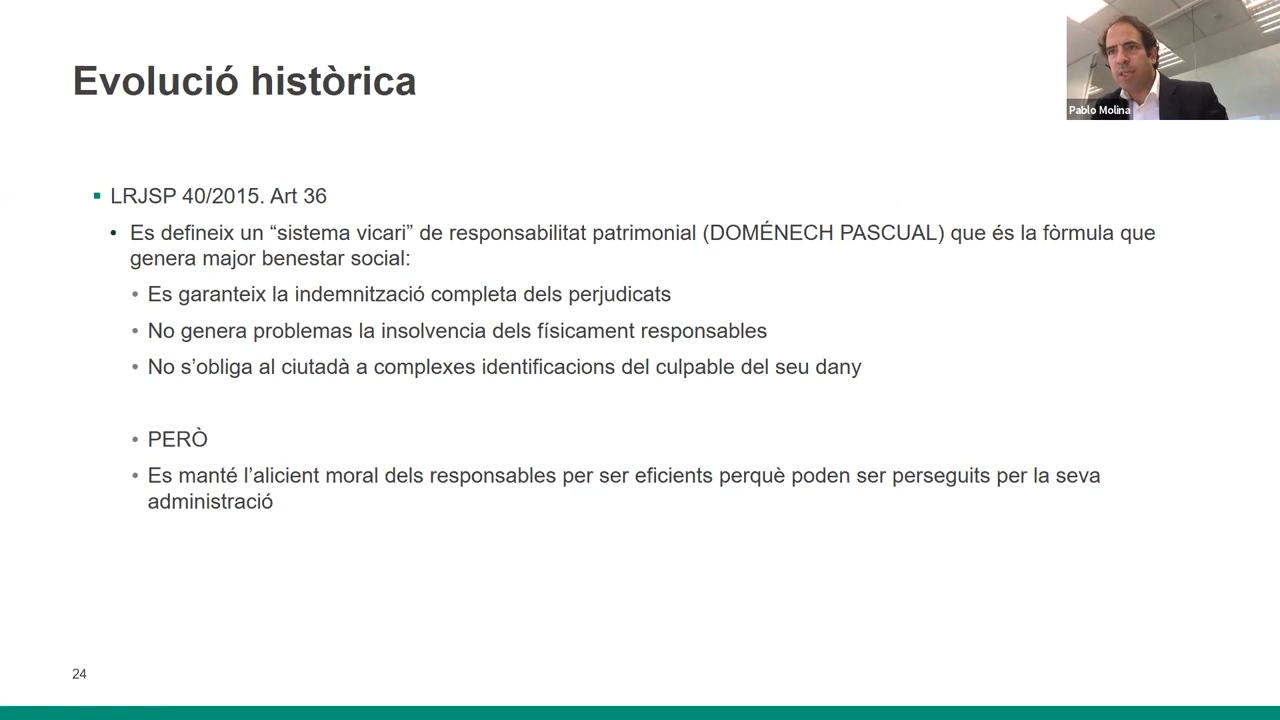 Evolució històrica
Pablo Molina
▪ LRJSP 40/2015. Art 36
• Es defineix un “sistema vicari” de responsabilitat patrimonial (DOMÉNECH PASCUAL) que és la fòrmula que
genera major benestar social:
• Es garanteix la indemnització completa dels perjudicats
• No genera problemas la insolvencia dels físicament responsables
• No s’obliga al ciutadà a complexes identificacions del culpable del seu dany
• PERÒ
• Es manté l’alicient moral dels responsables per ser eficients perquè poden ser perseguits per la seva
administració
24